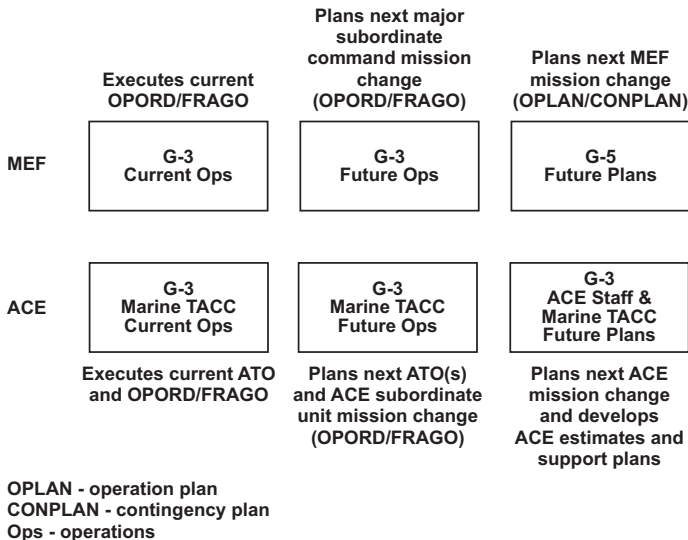 Executes current
OPORD/FRAGO
Plans next major
subordinate
command mission
change
(OPORD/FRAGO)
Plans next MEF
mission change
(OPLAN/CONPLAN)
MEF
G-3
Current Ops
G-3
Future Ops
G-5
Future Plans
ACE
G-3
Marine TACC
Current Ops
G-3
Marine TACC
Future Ops
G-3
ACE Staff &
Marine TACC
Future Plans
Executes current ATO
and OPORD/FRAGO
Plans next ATO(s)
and ACE subordinate
unit mission change
(OPORD/FRAGO)
Plans next ACE
mission change
and develops
ACE estimates and
support plans
OPLAN - operation plan
CONPLAN - contingency plan
Ops - operations